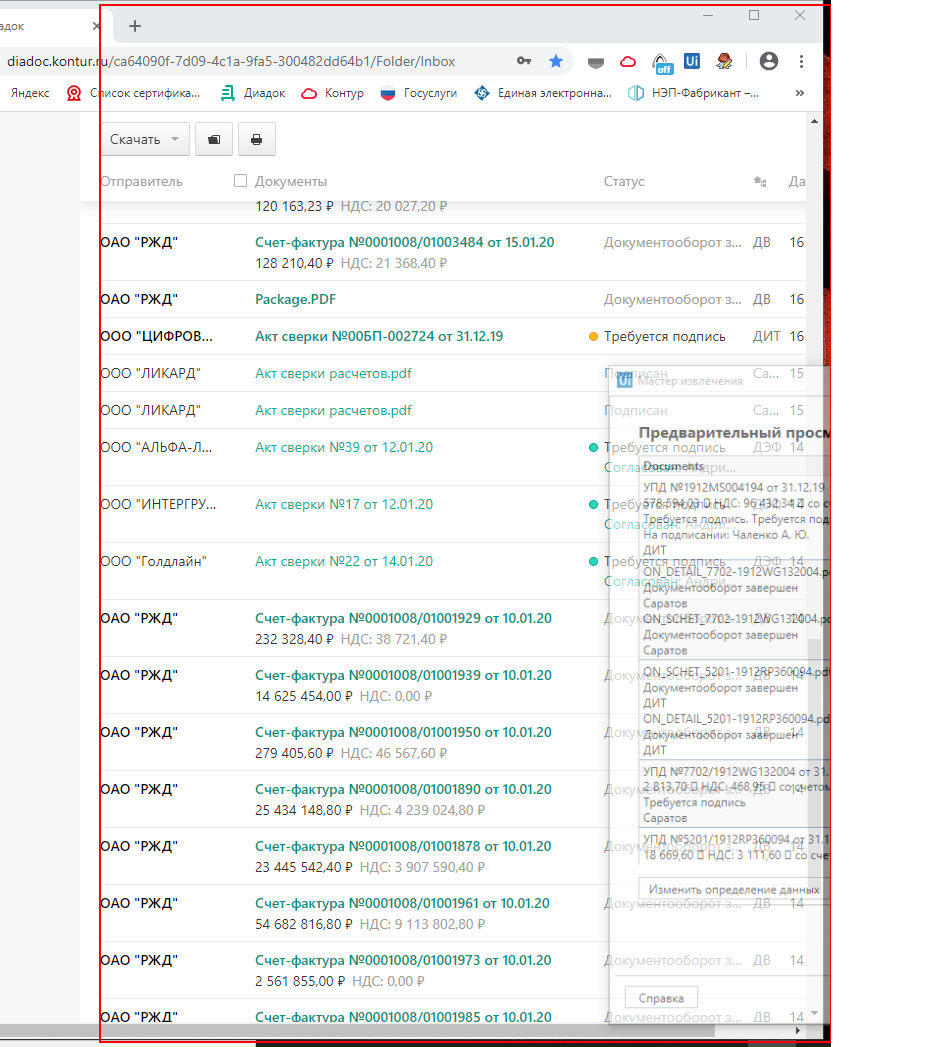 адок
diadoc.kontur.ru/ca64090f-7d09-4c1a-9fa5-300482dd64b1/Folder/Inbox
off
Ui
Яндекс
Список сертифика...
Диадок
Контур
Госуслуги
Единая электронна...
НЭП-Фабрикант –...
»
Скачать
Отправитель Документы Статус Да
120 163,23 ₽ НДС: 20 027,20 ₽
ОАО "РЖД" Счет-фактура №0001008/01003484 от 15.01.20 Документооборот з... ДВ 16
128 210,40 ₽ НДС: 21 368,40 ₽
ОАО "РЖД" Package.PDF Документооборот з... ДВ 16
ООО "ЦИФРОВ... Акт сверки №00БП-002724 от 31.12.19 Требуется подпись ДИТ 16
ООО "ЛИКАРД" Акт сверки расчетов.pdf Подписан Са... 15
ООО "ЛИКАРД" Акт сверки расчетов.pdf Подписан Са... 15
ООО "АЛЬФА-Л... Акт сверки №39 от 12.01.20 Требуется подпись ДЭФ 14
Согласован: Андри...
ООО "ИНТЕРГРУ... Акт сверки №17 от 12.01.20 Требуется подпись 14
Согласован: Андри...
ООО "Голдлайн" Акт сверки №22 от 14.01.20 Требуется подпись ДЭФ 14
Согласован: Андри...
ОАО "РЖД" Счет-фактура №0001008/01001929 от 10.01.20 Документооборот з... ДВ 14
232 328,40 ₽ НДС: 38 721,40 ₽
ОАО "РЖД" Счет-фактура №0001008/01001939 от 10.01.20 Документооборот з... ДВ 14
14 625 454,00 ₽ НДС: 0,00 ₽
ОАО "РЖД" Счет-фактура №0001008/01001950 от 10.01.20 Документооборот з... ДВ 14
279 405,60 ₽ НДС: 46 567,60 ₽
ОАО "РЖД" Счет-фактура №0001008/01001890 от 10.01.20 Документооборот з... ДВ 14
25 434 148,80 ₽ НДС: 4 239 024,80 ₽
ОАО "РЖД" Счет-фактура №0001008/01001878 от 10.01.20 Документооборот з... ДВ 14
23 445 542,40 ₽ НДС: 3 907 590,40 ₽
ОАО "РЖД" Счет-фактура №0001008/01001961 от 10.01.20 Документооборот з... ДВ 14
54 682 816,80 ₽ НДС: 9 113 802,80 ₽
ОАО "РЖД" Счет-фактура №0001008/01001973 от 10.01.20 Документооборот з... ДВ 14
2 561 855,00 ₽ НДС: 0,00 ₽
ОАО "РЖД" Счет-фактура №0001008/01001985 от 10.01.20 Документооборот з... ДВ 14
Ui Мастер извлечения
Предварительный просм
Documents
УПД №1912MS004194 от 31.12.19
578 594,03 НДС: 96 432,34 со сч
Требуется подпись. Требуется под
На подписании: Чаленко А. Ю.
ДИТ
ON_DETAIL_7702-1912WG132004.pd
Документооборот завершен
Саратов
ON_SCHET_7702-1912WG132004.pd
Документооборот завершен
Саратов
ON_SCHET_5201-1912RP360094.pdf
Документооборот завершен
ДИТ
ON_DETAIL_5201-1912RP360094.pd
Документооборот завершен
ДИТ
УПД №7702/1912WG132004 от 31.
2 813,70 НДС: 468,95 со счетом
Требуется подпись
Саратов
УПД №5201/1912RP360094 от 31.1
18 669,60 НДС: 3 111,60 со сче
Изменить определение данных
Справка